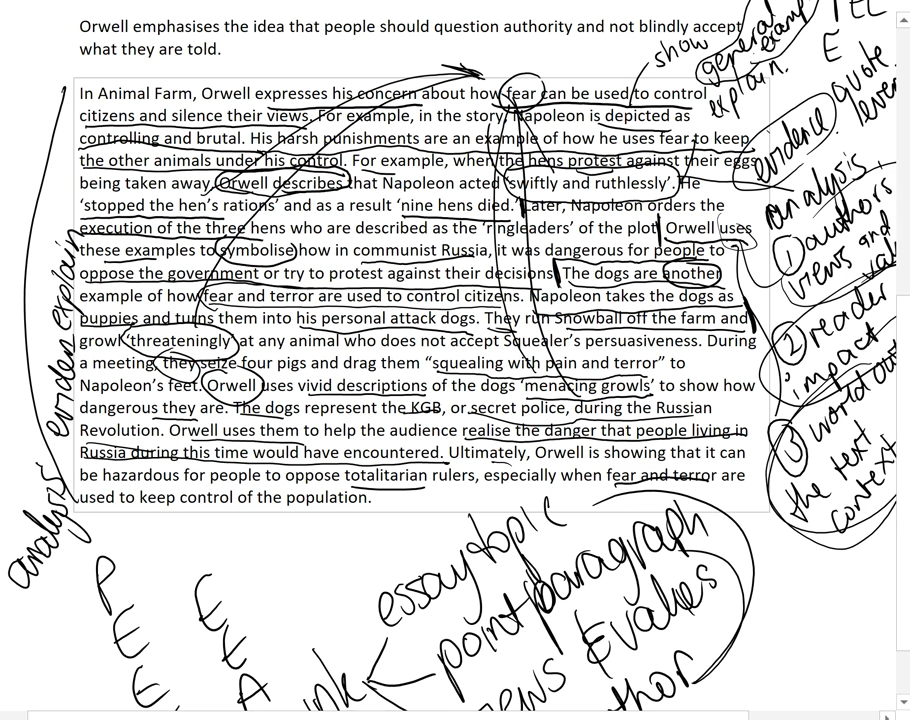 Orwell emphasises the idea that people should question authority and not blindly accept
what they are told.
In Animal Farm, Orwell expresses his concern about how fear can be used to control
citizens and silence their views. For example, in the story, Napoleon is depicted as
controlling and brutal. His harsh punishments are an example of how he uses fear to keep
the other animals under his control. For example, when the hens protest against their eggs
being taken away, Orwell describes that Napoleon acted ‘swiftly and ruthlessly’. He
‘stopped the hen’s rations’ and as a result ‘nine hens died.’ Later, Napoleon orders the
execution of the three hens who are described as the ‘ringleaders’ of the plot. Orwell uses
these examples to symbolise how in communist Russia, it was dangerous for people to
oppose the government or try to protest against their decisions. The dogs are another
example of how fear and terror are used to control citizens. Napoleon takes the dogs as
puppies and turns them into his personal attack dogs. They run Snowball off the farm and
growl ‘threateningly’ at any animal who does not accept Squealer’s persuasiveness. During
a meeting, they seize four pigs and drag them “squealing with pain and terror” to
Napoleon’s feet. Orwell uses vivid descriptions of the dogs ‘menacing growls’ to show how
dangerous they are. The dogs represent the KGB, or secret police, during the Russian
Revolution. Orwell uses them to help the audience realise the danger that people living in
Russia during this time would have encountered. Ultimately, Orwell is showing that it can
be hazardous for people to oppose totalitarian rulers, especially when fear and terror are
used to keep control of the population.
show
general
example
explain.
E
evidence
quote
analysis
① authors
views and
② reader
impact
③ world out
the text
context
analysis eviden explain
P
E
E
E
E
A
essay topic
point paragraph
views & values